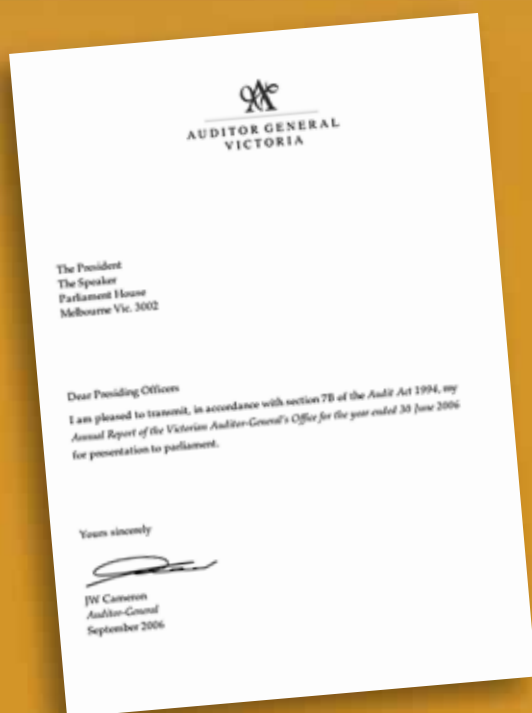 AUDITOR GENERAL
VICTORIA
The President
The Speaker
Parliament House
Melbourne Vic. 3002
Dear Presiding Officers
I am pleased to transmit, in accordance with section 7B of the Audit Act 1994, my
Annual Report of the Victorian Auditor-General's Office for the year ended 30 June 2006
for presentation to parliament.
Yours sincerely
JW Cameron
Auditor-General
September 2006